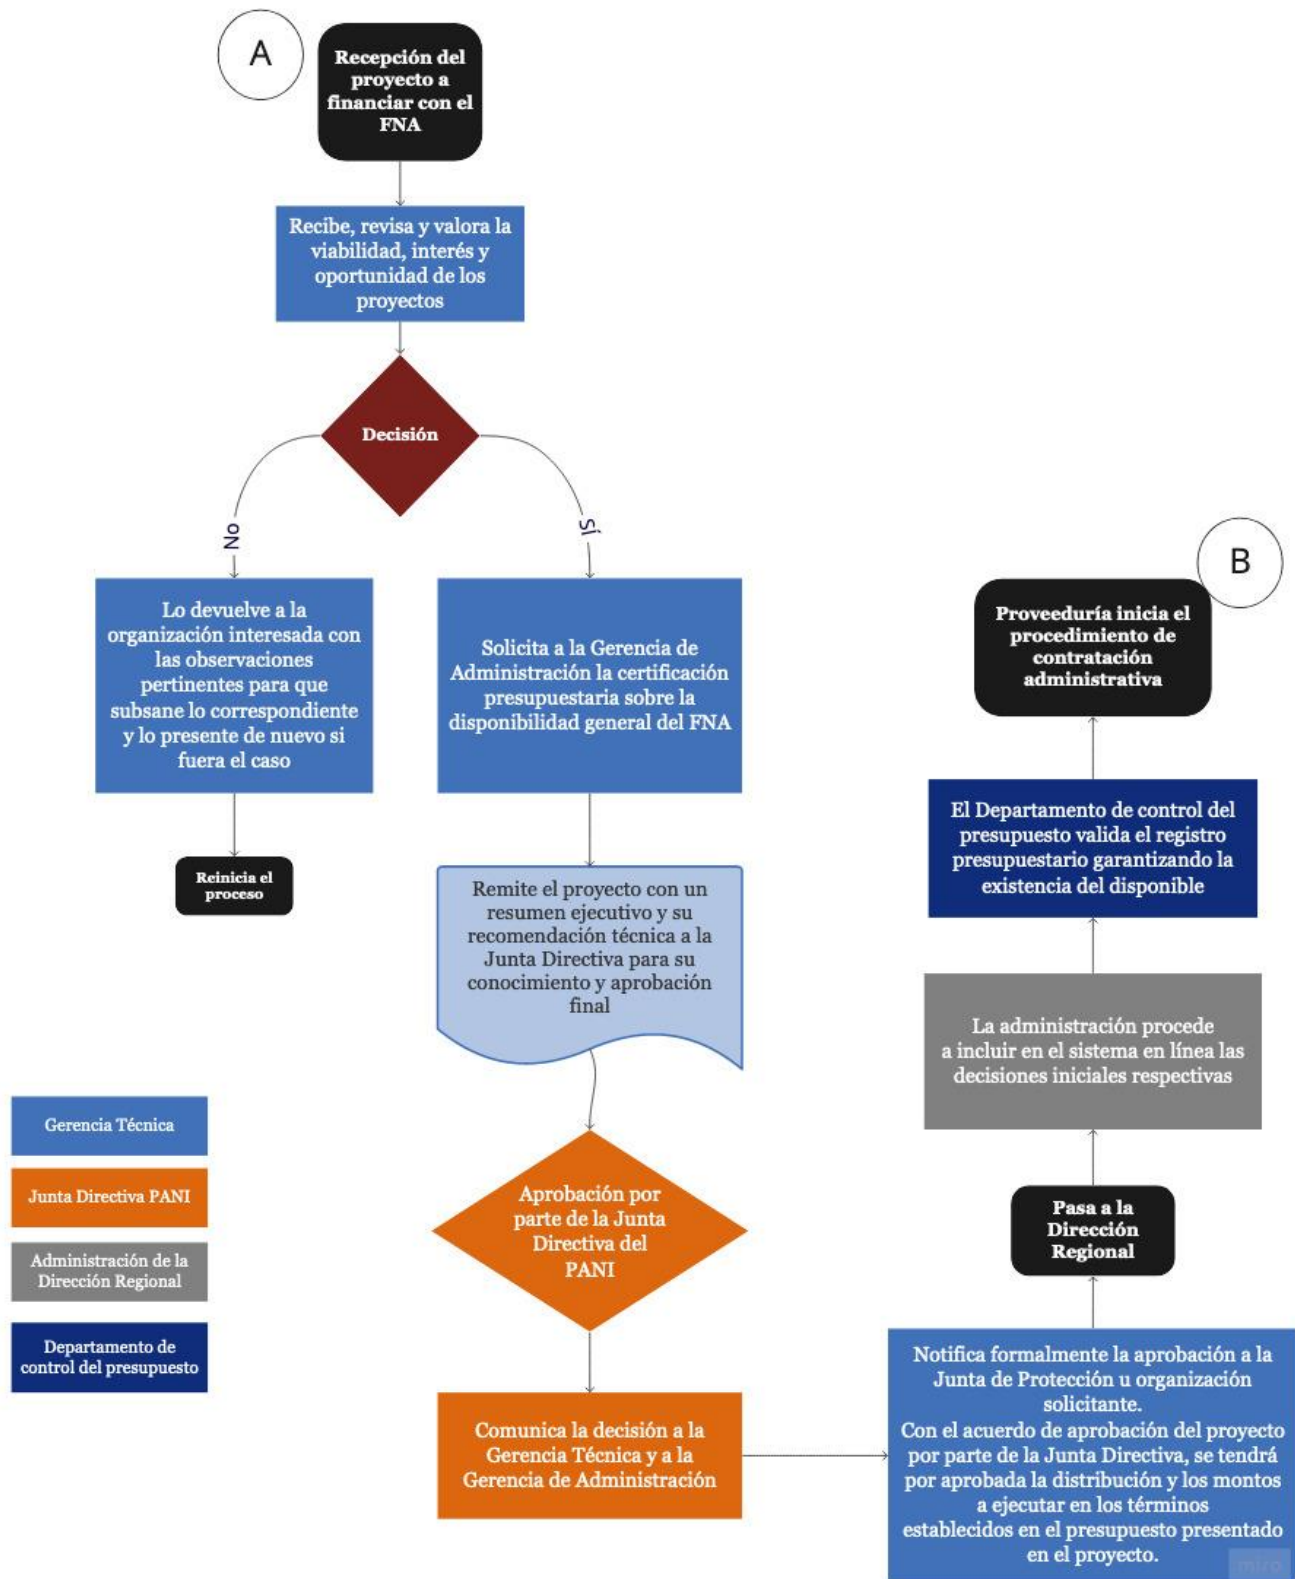 A
Recepción del
proyecto a
financiar con el
FNA
Recibe, revisa y valora la
viabilidad, interés y
oportunidad de los
proyectos
Decisión
No
SÍ
Lo devuelve a la
organización interesada con
las observaciones
pertinentes para que
subsane lo correspondiente
y lo presente de nuevo si
fuera el caso
Reinicia el
proceso
Solicita a la Gerencia de
Administración la certificación
presupuestaria sobre la
disponibilidad general del FNA
Remite el proyecto con un
resumen ejecutivo y su
recomendación técnica a la
Junta Directiva para su
conocimiento y aprobación
final
Aprobación por
parte de la Junta
Directiva del
PANI
Comunica la decisión a la
Gerencia Técnica y a la
Gerencia de Administración
Notifica formalmente la aprobación a la
Junta de Protección u organización
solicitante.
Con el acuerdo de aprobación del proyecto
por parte de la Junta Directiva, se tendrá
por aprobada la distribución y los montos
a ejecutar en los términos
establecidos en el presupuesto presentado
en el proyecto.
Pasa a la
Dirección
Regional
La administración procede
a incluir en el sistema en línea las
decisiones iniciales respectivas
El Departamento de control del
presupuesto valida el registro
presupuestario garantizando la
existencia del disponible
Proveeduría inicia el
procedimiento de
contratación
administrativa
B
Gerencia Técnica
Junta Directiva PANI
Administración de la
Dirección Regional
Departamento de
control del presupuesto
miro